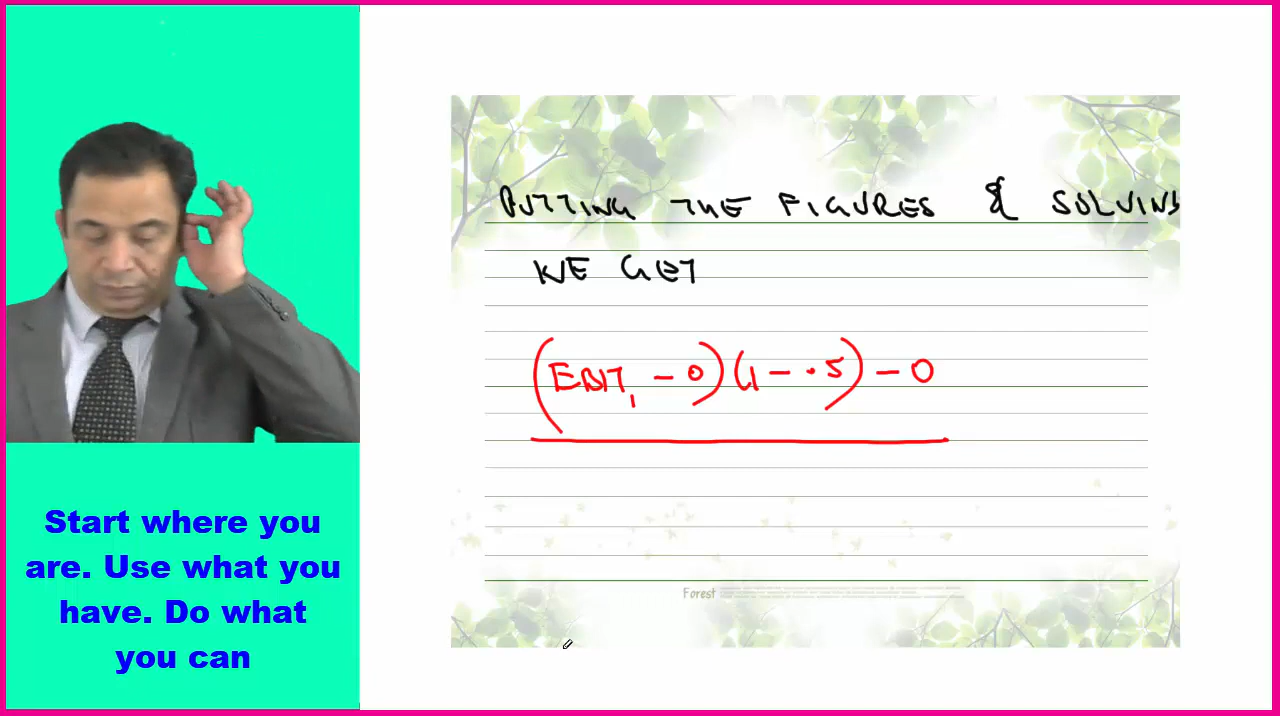 PUTTING THE FIGURES & SOLVING
WE GET
(EBIT₁ - 0)(1 - .5) - 0
Forest
Start where you
are. Use what you
have. Do what
you can